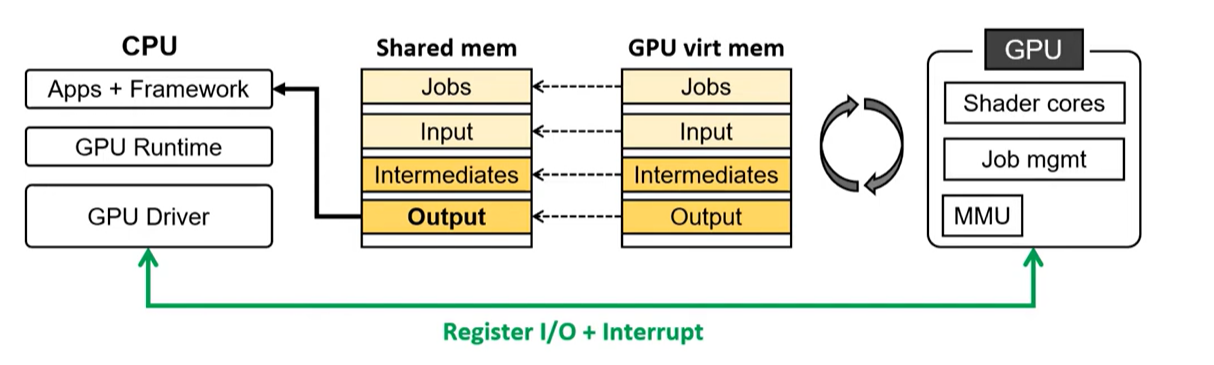 CPU
Apps + Framework
GPU Runtime
GPU Driver
Shared mem
Jobs
Input
Intermediates
Output
GPU virt mem
Jobs
Input
Intermediates
Output
GPU
Shader cores
Job mgmt
MMU
Register I/O + Interrupt